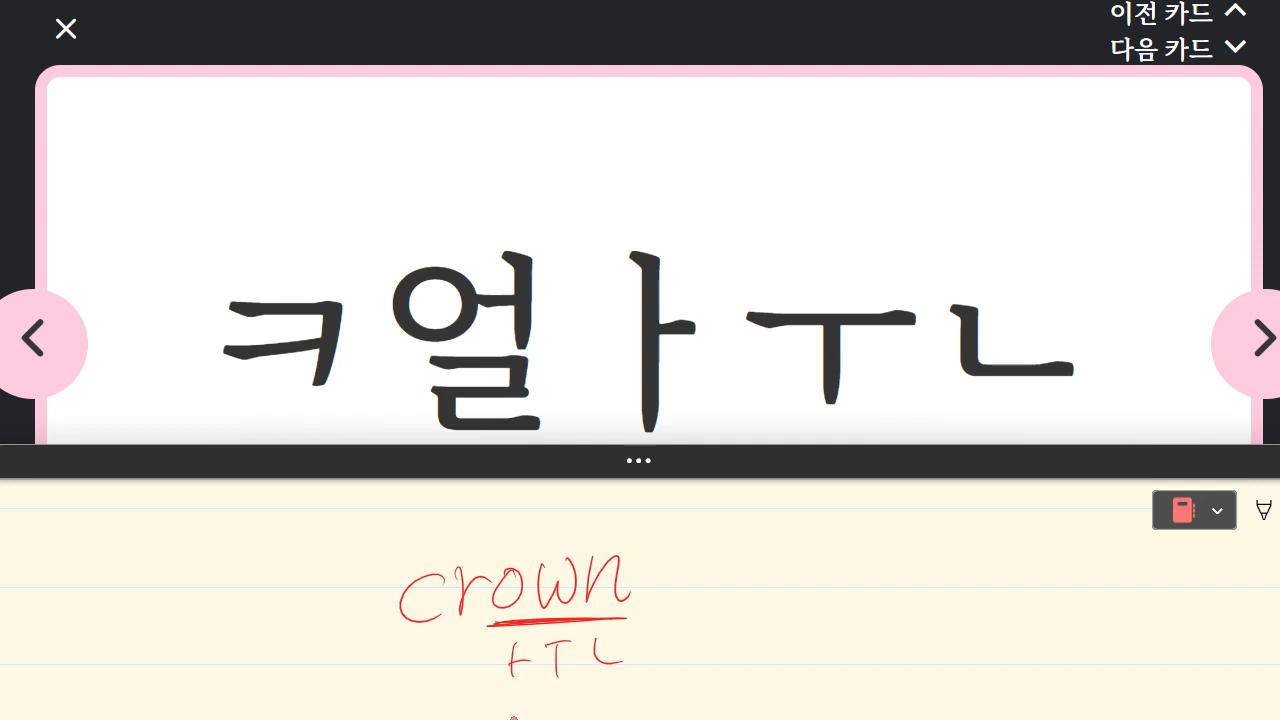 이전 카드
다음 카드
ㅋ얼ㅏㅜㄴ
crown
ㅏㅜㄴ